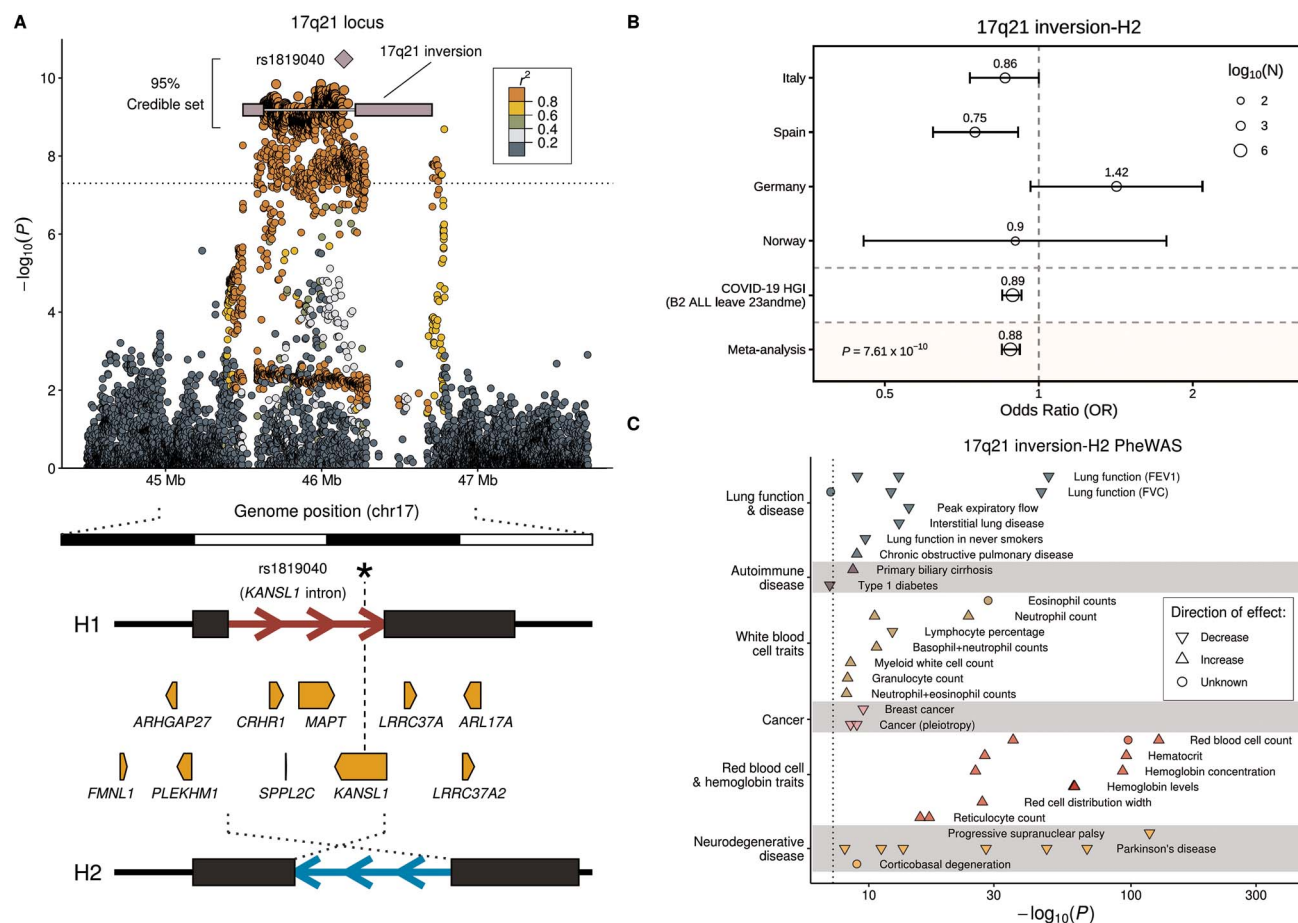 A
17q21 locus
rs1819040
17q21 inversion
95%
Credible set
r²
0.8
0.6
0.4
0.2
10
8
6
4
2
0
−log₁₀(P)
45 Mb
46 Mb
47 Mb
Genome position (chr17)
rs1819040
(KANSL1 intron)
*
H1
ARHGAP27
CRHR1
MAPT
LRRC37A
ARL17A
FMNL1
PLEKHM1
SPPL2C
KANSL1
LRRC37A2
H2
B
17q21 inversion-H2
Italy
0.86
Spain
0.75
Germany
1.42
Norway
0.9
COVID-19 HGI
(B2 ALL leave 23andme)
0.89
Meta-analysis
0.88
P = 7.61 x 10⁻¹⁰
log₁₀(N)
2
3
6
0.5
1
2
Odds Ratio (OR)
C
17q21 inversion-H2 PheWAS
Lung function
& disease
Lung function (FEV1)
Lung function (FVC)
Peak expiratory flow
Interstitial lung disease
Lung function in never smokers
Chronic obstructive pulmonary disease
Autoimmune
disease
Primary biliary cirrhosis
Type 1 diabetes
White blood
cell traits
Eosinophil counts
Neutrophil count
Lymphocyte percentage
Basophil+neutrophil counts
Myeloid white cell count
Granulocyte count
Neutrophil+eosinophil counts
Direction of effect:
Decrease
Increase
Unknown
Cancer
Breast cancer
Cancer (pleiotropy)
Red blood cell
& hemoglobin traits
Red blood cell count
Hematocrit
Hemoglobin concentration
Hemoglobin levels
Red cell distribution width
Reticulocyte count
Neurodegenerative
disease
Progressive supranuclear palsy
Parkinson's disease
Corticobasal degeneration
10
30
100
300
−log₁₀(P)